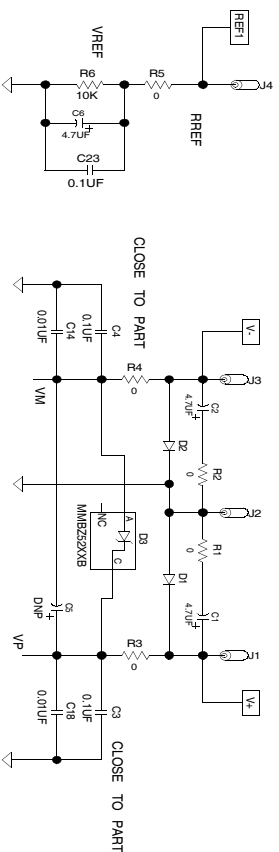 REF1
J4
VREF
R6
10K
R5
0
C6
4.7UF
+
C23
0.1UF
RREF
CLOSE TO PART
V-
J3
C14
0.01UF
C4
0.1UF
R4
0
VM
C2
4.7UF
+
D2
R2
0
J2
NC
A
D3
C
MMBZ52XXB
R1
0
D1
C5
DNP
+
C1
4.7UF
+
VP
R3
0
J1
V+
C18
0.01UF
C3
0.1UF
CLOSE TO PART